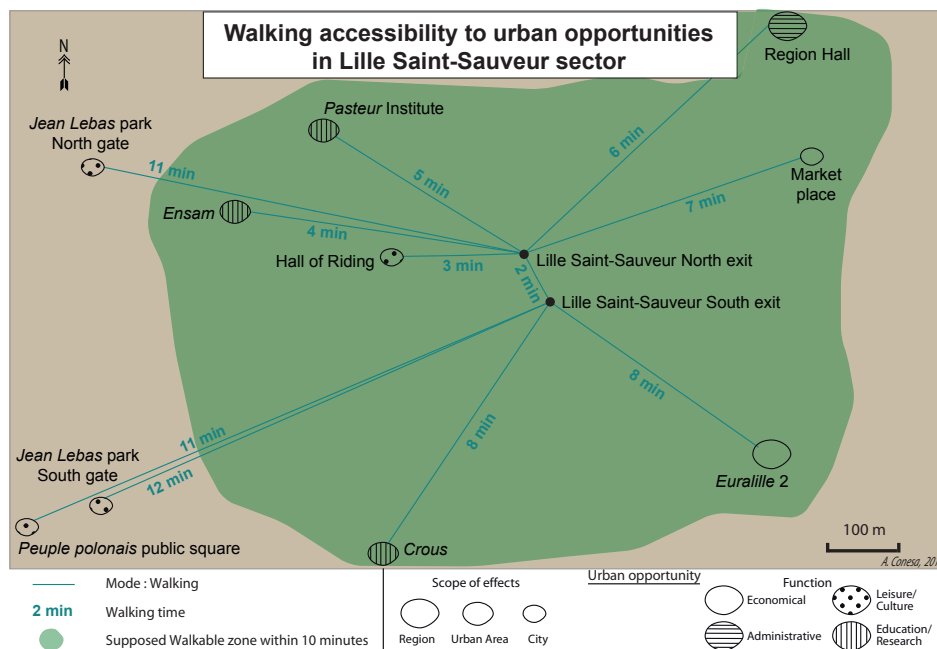 Walking accessibility to urban opportunities
in Lille Saint-Sauveur sector
N
Region Hall
Pasteur Institute
Jean Lebas park
North gate
11 min
5 min
6 min
Market
place
7 min
Ensam
4 min
Hall of Riding
3 min
Lille Saint-Sauveur North exit
2 min
Lille Saint-Sauveur South exit
8 min
8 min
11 min
12 min
Jean Lebas park
South gate
Euralille 2
Peuple polonais public square
Crous
100 m
A. Conesa, 20
Mode : Walking
2 min
Walking time
Supposed Walkable zone within 10 minutes
Scope of effects
Region
Urban Area
City
Urban opportunity
Function
Economical
Leisure/
Culture
Administrative
Education/
Research